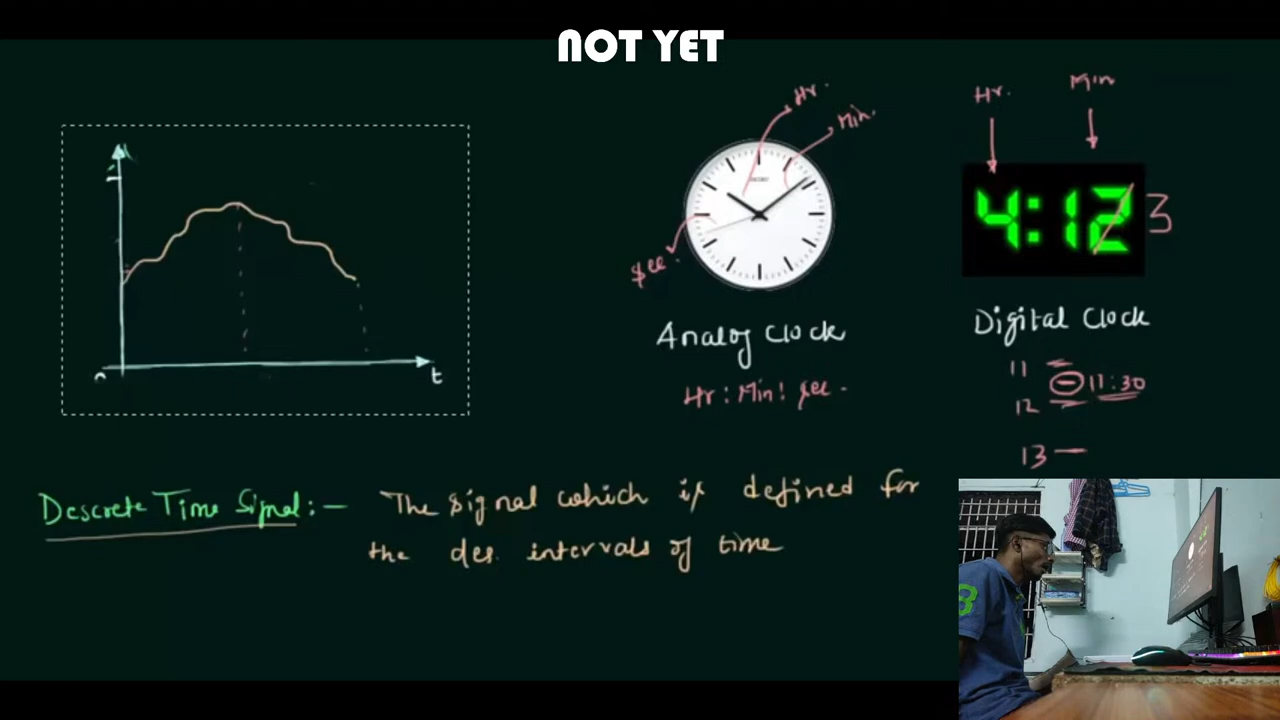 NOT YET
Hr.
Min.
Sec.
Analog Clock
Hr : Min : Sec.
Hr.
Min
4:12
3
Digital Clock
11
11:30
12
13
t
Descrete Time Signal:- The signal which is defined for
the des. intervals of time